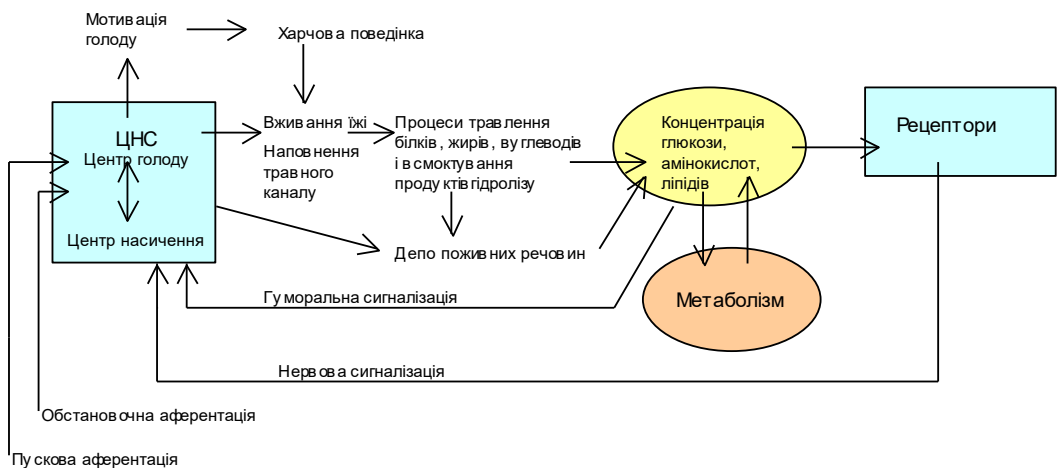 Мотивація
голоду
Харчова поведінка
ЦНС
Центр голоду
Центр насичення
Вживання їжі
Наповнення
травного
каналу
Процеси травлення
білків, жирів, вуглеводів
і всмоктування
продуктів гідролізу
Депо поживних речовин
Концентрація
глюкози,
амінокислот,
ліпідів
Рецептори
Метаболізм
Гуморальна сигналізація
Нервова сигналізація
Обстановочна аферентація
Пускова аферентація